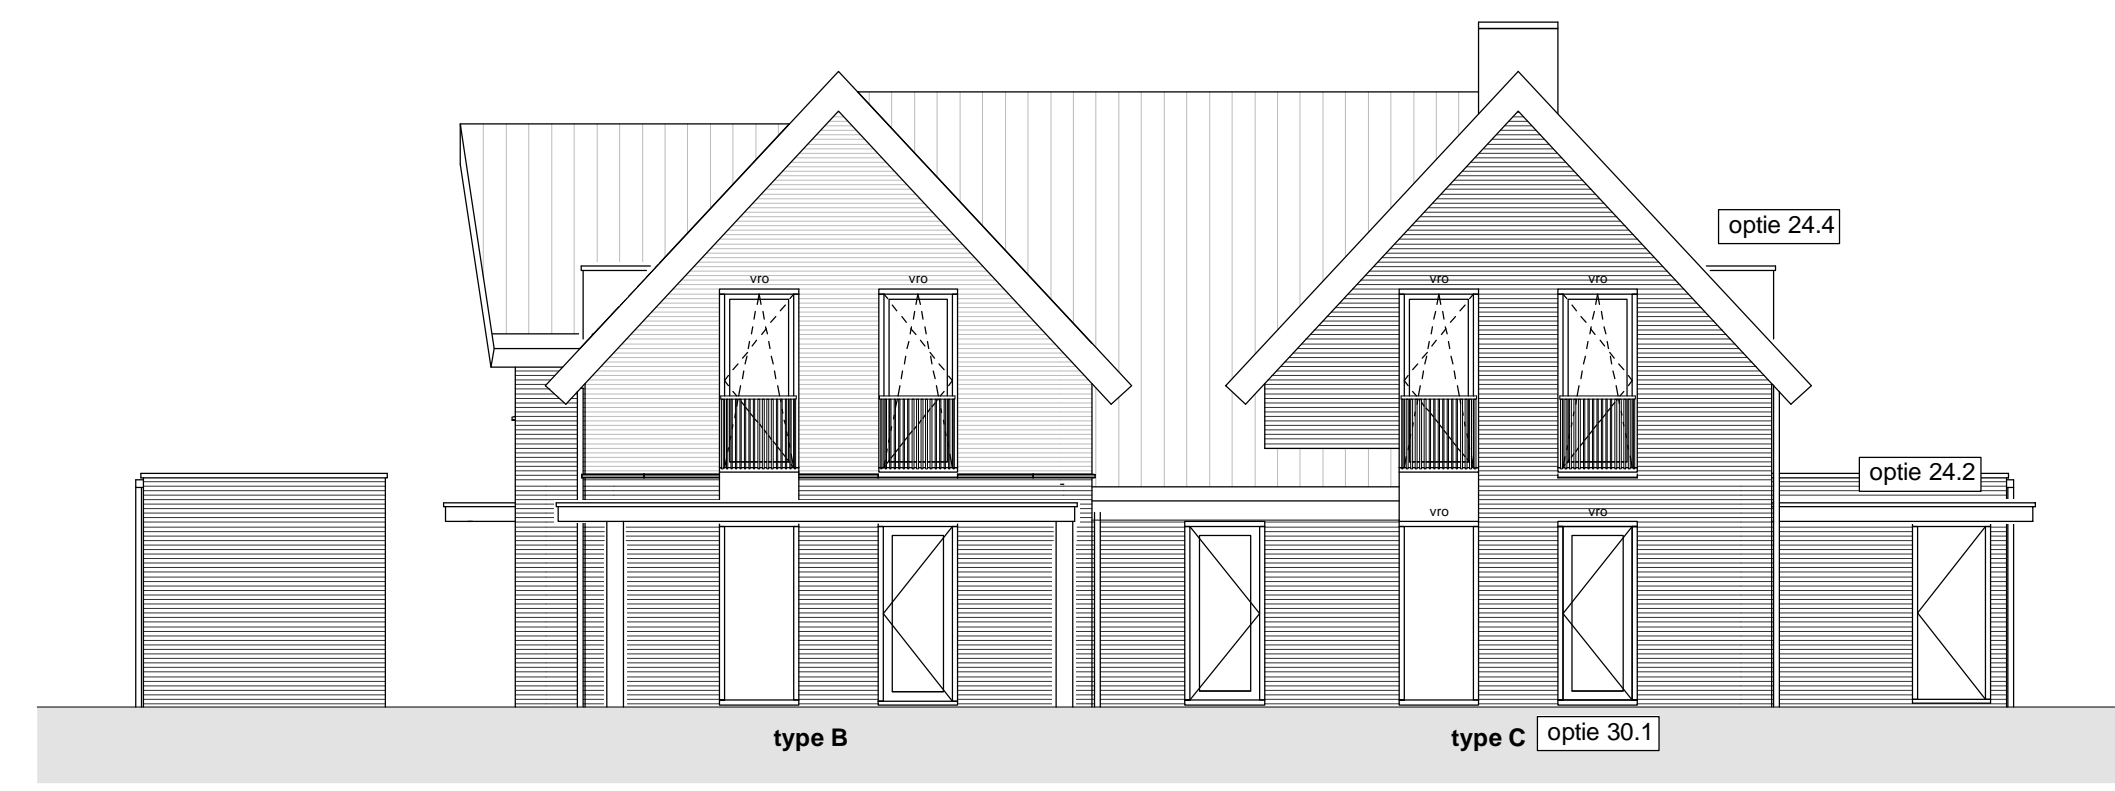 optie 24.4
vro
vro
vro
vro
optie 24.2
vro
vro
type B
type C
optie 30.1